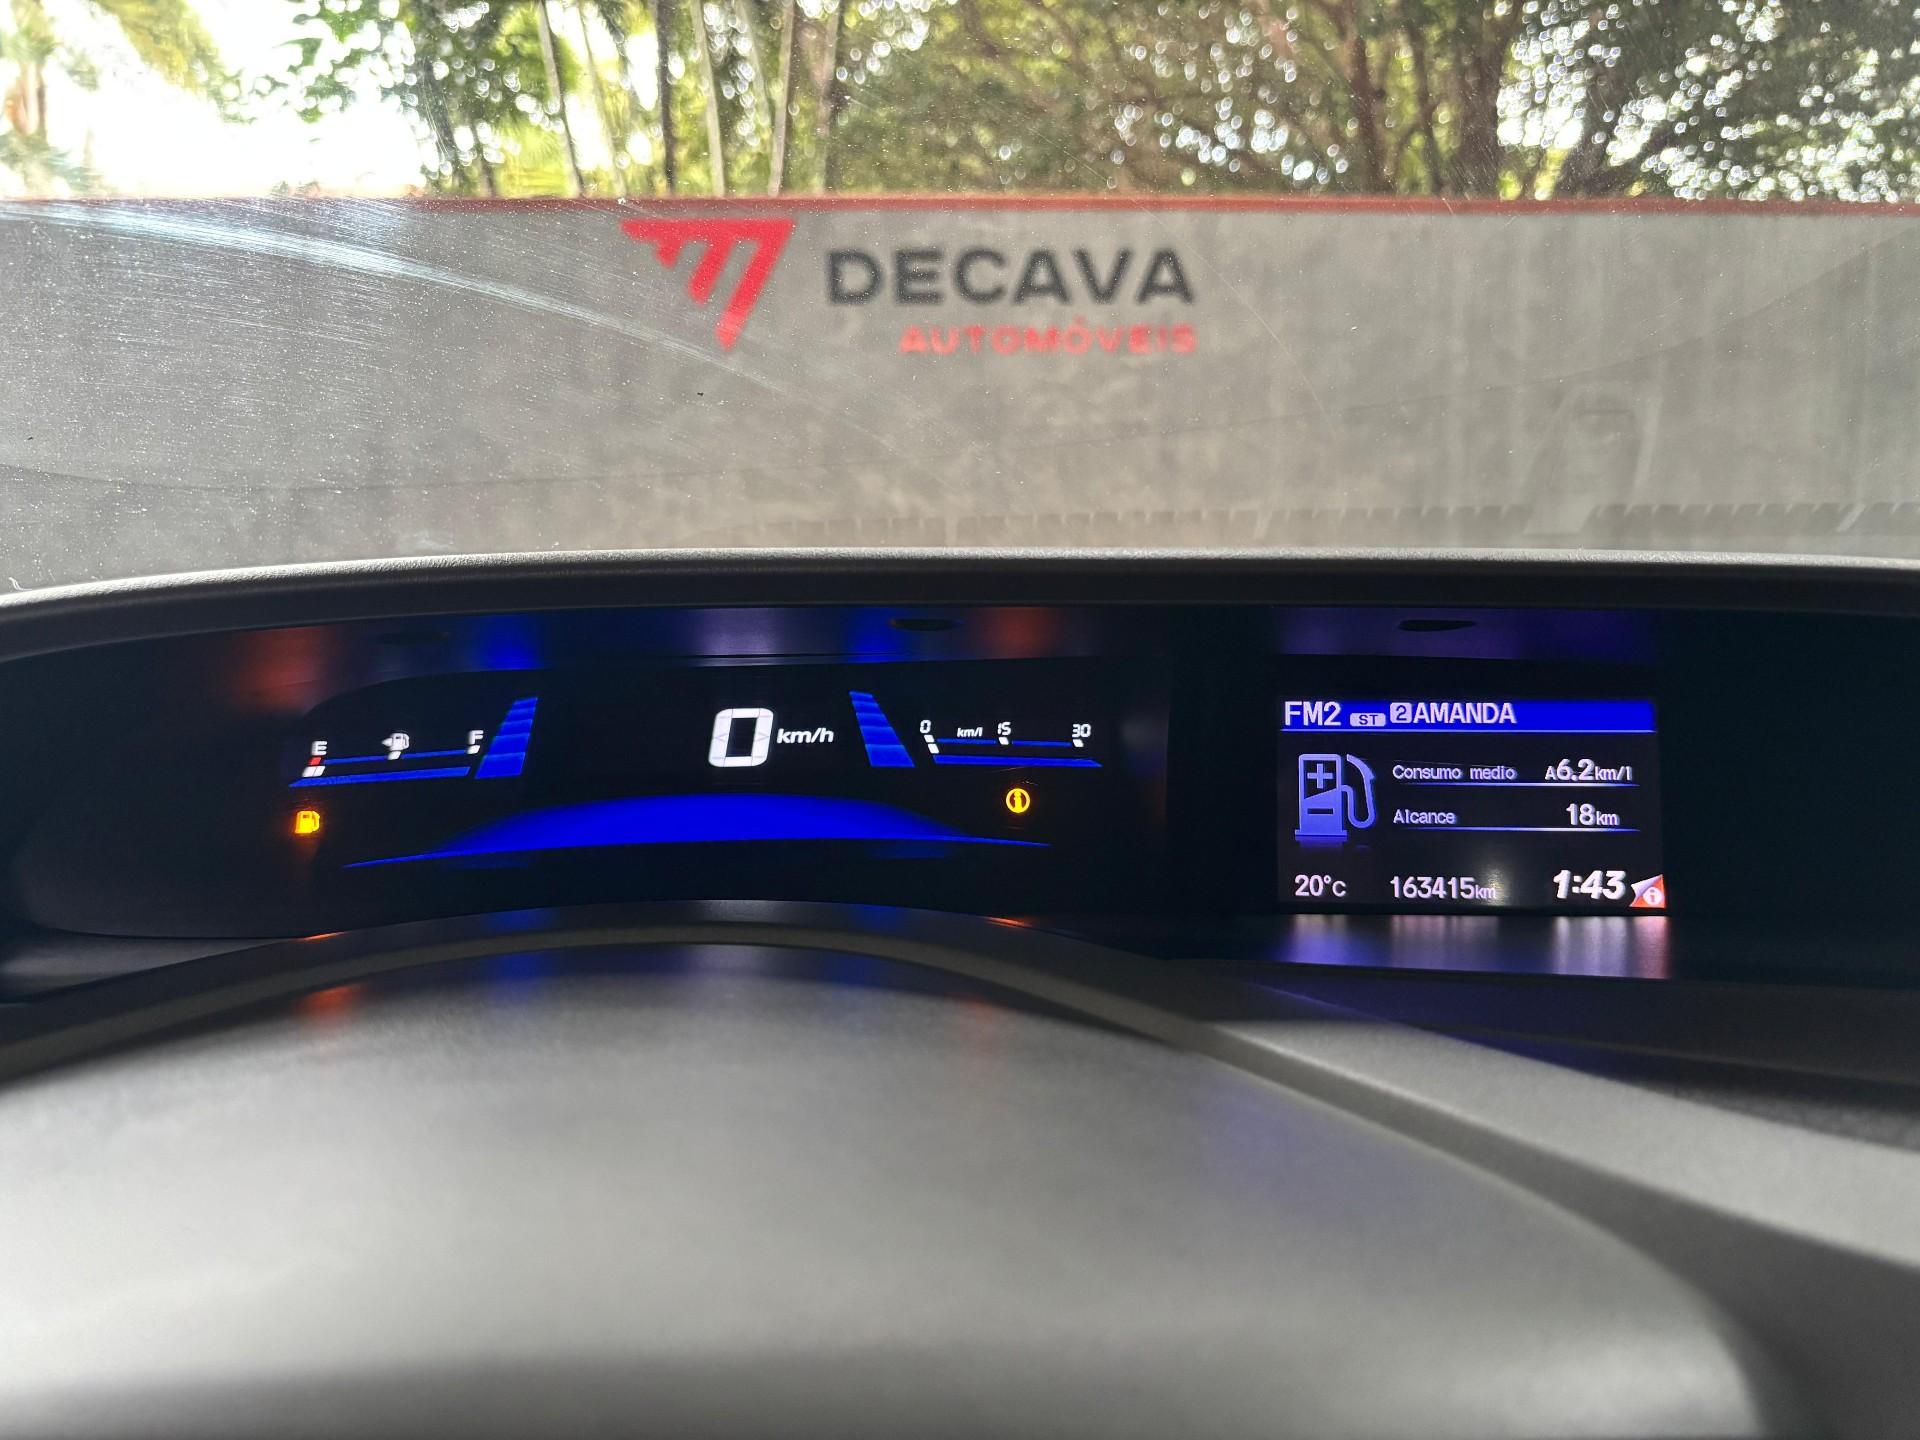 DECAVA
AUTOMÓVEIS
E F
0 km/h
0 km/l 15 30
FM2 ST 2 AMANDA
Consumo medio A6.2km/l
Alcance 18km
20°C 163415km 1:43